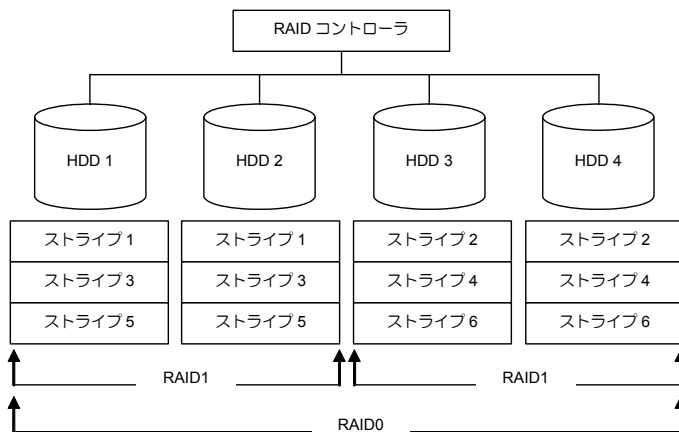 RAID コントローラ
HDD 1
HDD 2
HDD 3
HDD 4
ストライプ 1
ストライプ 1
ストライプ 2
ストライプ 2
ストライプ 3
ストライプ 3
ストライプ 4
ストライプ 4
ストライプ 5
ストライプ 5
ストライプ 6
ストライプ 6
RAID1
RAID1
RAID0